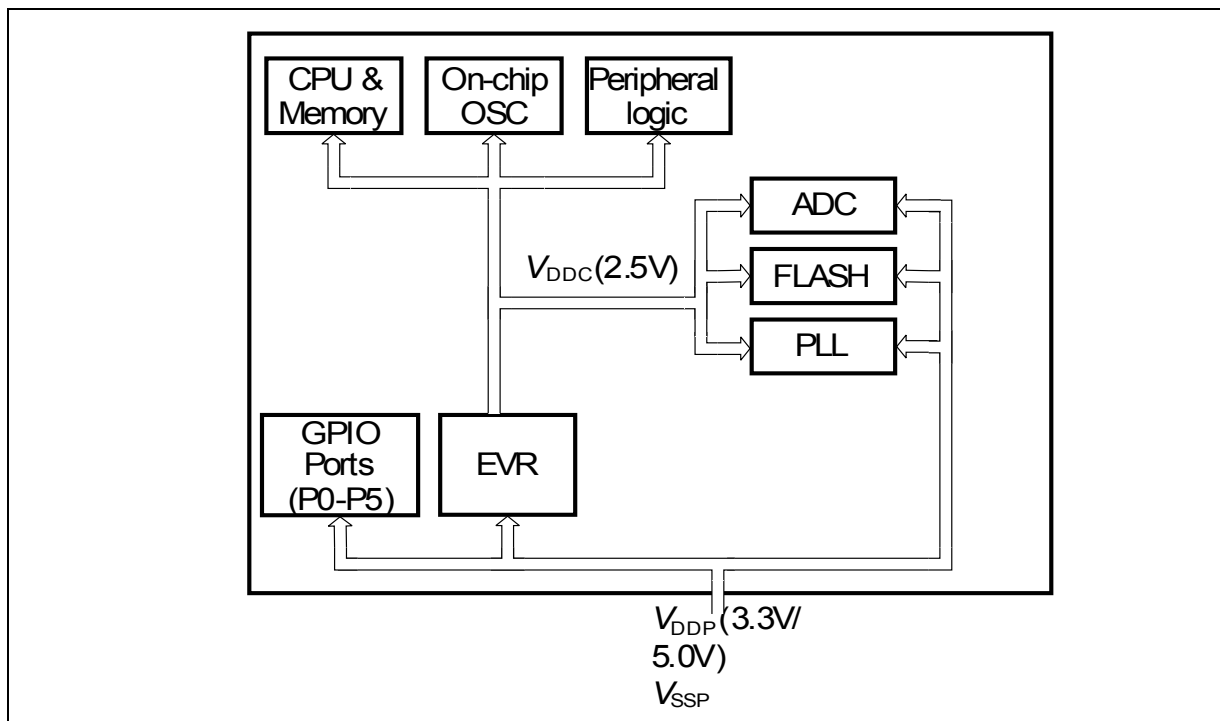 CPU &
Memory
On-chip
OSC
Peripheral
logic
ADC
VDDC (2.5V)
FLASH
PLL
GPIO
Ports
(P0-P5)
EVR
VDDP (3.3V/
5.0V)
VSSP